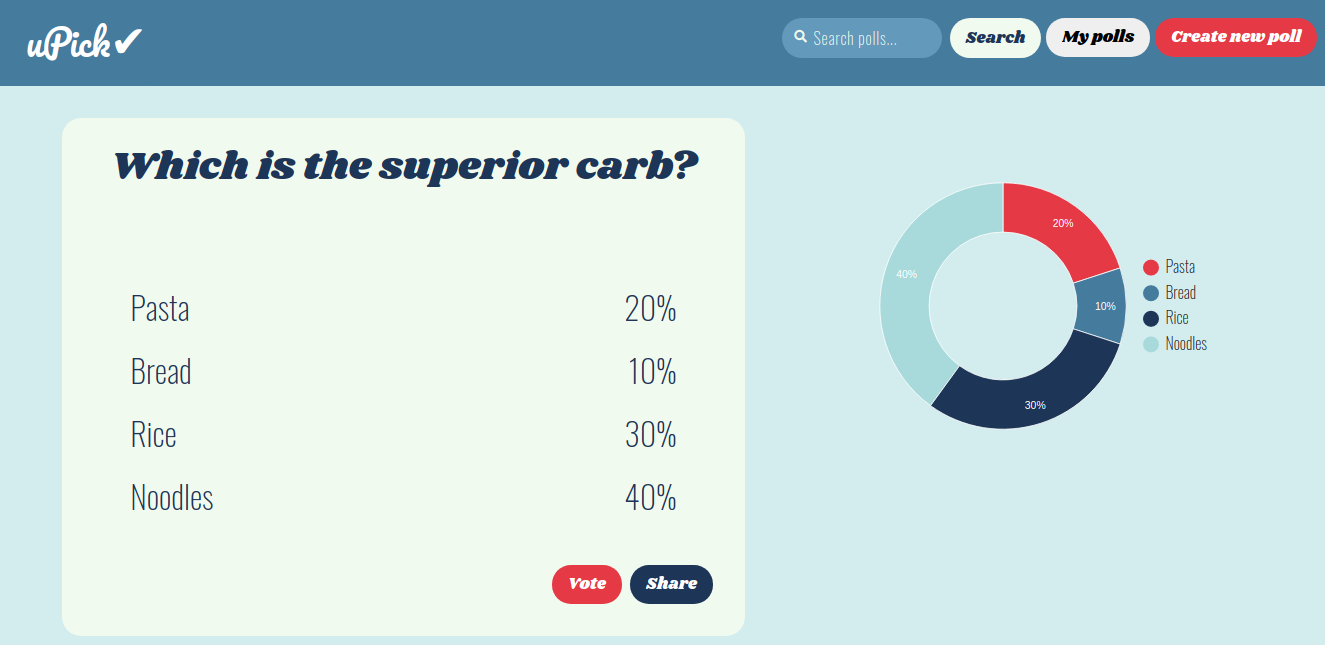 uPick✔
Search polls...
Search
My polls
Create new poll
Which is the superior carb?
Pasta 20%
Bread 10%
Rice 30%
Noodles 40%
Vote
Share
20%
10%
30%
40%
Pasta
Bread
Rice
Noodles